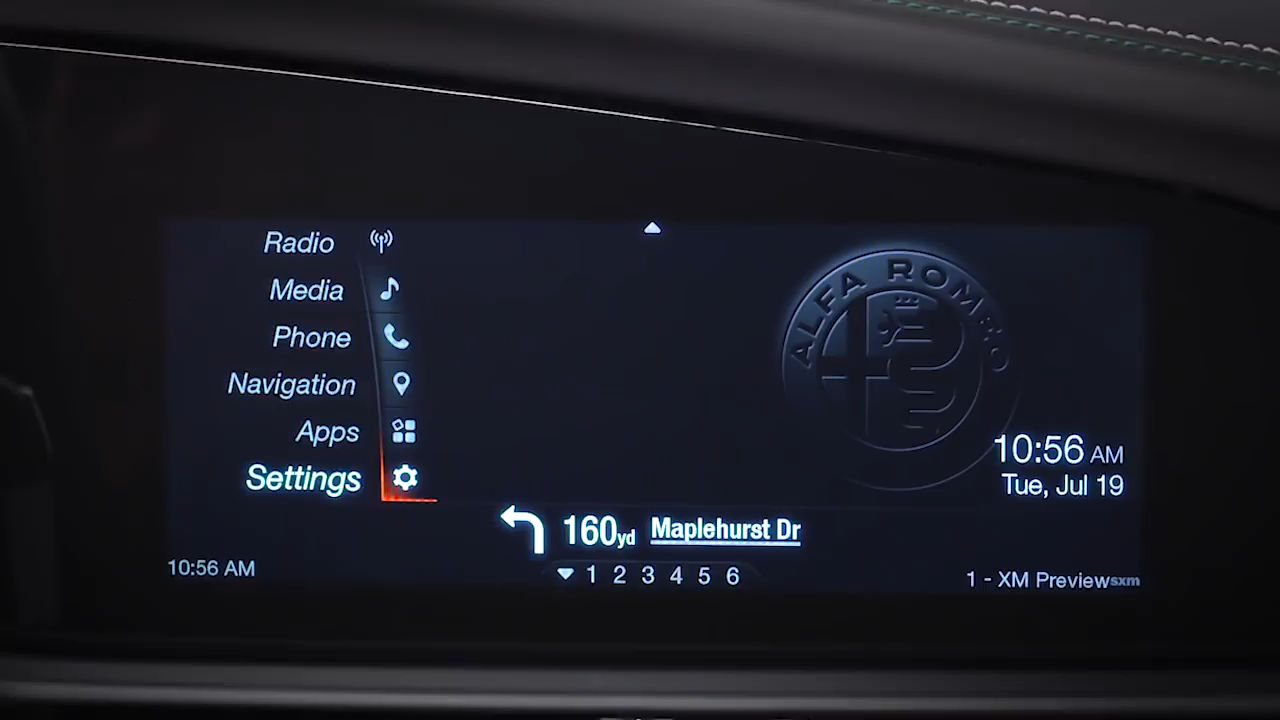 Radio
Media
Phone
Navigation
Apps
Settings
ALFA ROMEO
10:56 AM
Tue, Jul 19
160yd Maplehurst Dr
1 2 3 4 5 6
10:56 AM
1 - XM Preview sxm